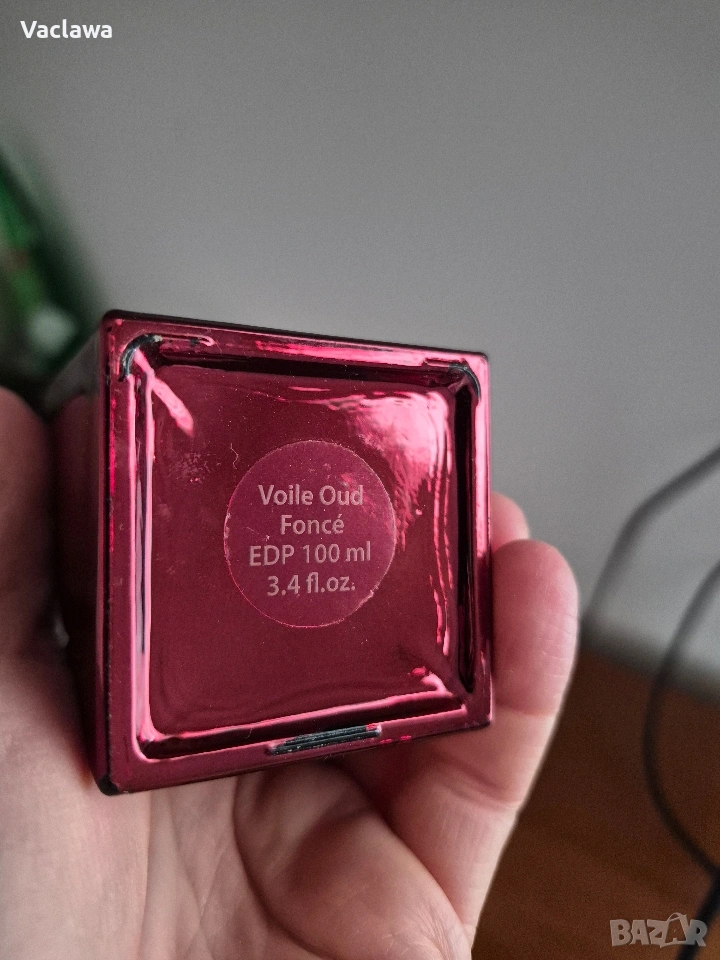 Vaclawa
Voile Oud
Foncé
EDP 100 ml
3.4 fl.oz.
BAZAR